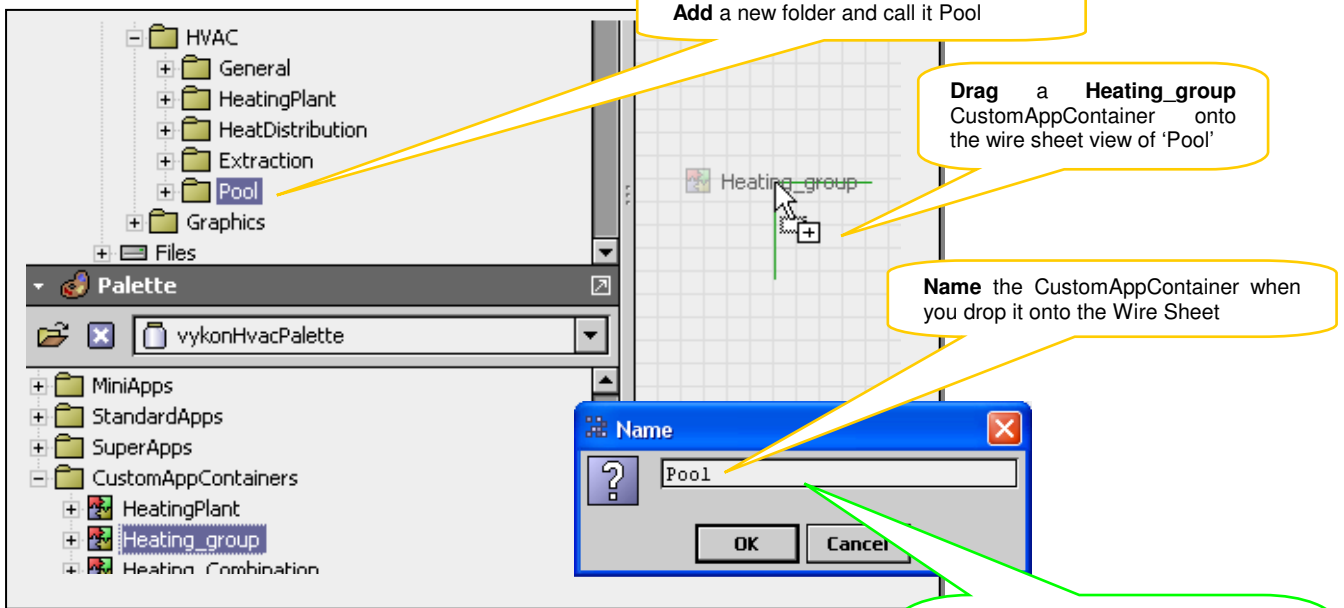 Add a new folder and call it Pool
HVAC
General
HeatingPlant
HeatDistribution
Extraction
Pool
Graphics
Files
Drag a Heating_group
CustomAppContainer onto
the wire sheet view of ‘Pool’
Heating_group
Palette
vykonHvacPalette
Name the CustomAppContainer when
you drop it onto the Wire Sheet
MiniApps
StandardApps
SuperApps
CustomAppContainers
HeatingPlant
Heating_group
Heating_Combination
Name
Pool
OK
Cancel